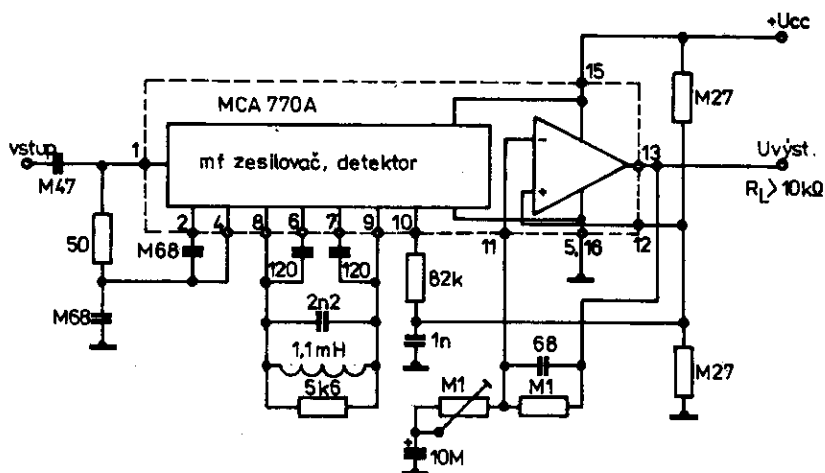 +Ucc
15
MCA 770A
M27
vstup
1
mf zesilovač, detektor
-
+
13
Uvýst.
M47
R_L > 10kΩ
2
4
8
6
7
9
10
11
5, 16
12
50
M68
120
120
82k
M68
2n2
1n
68
M27
1,1mH
5k6
M1
M1
+
10M